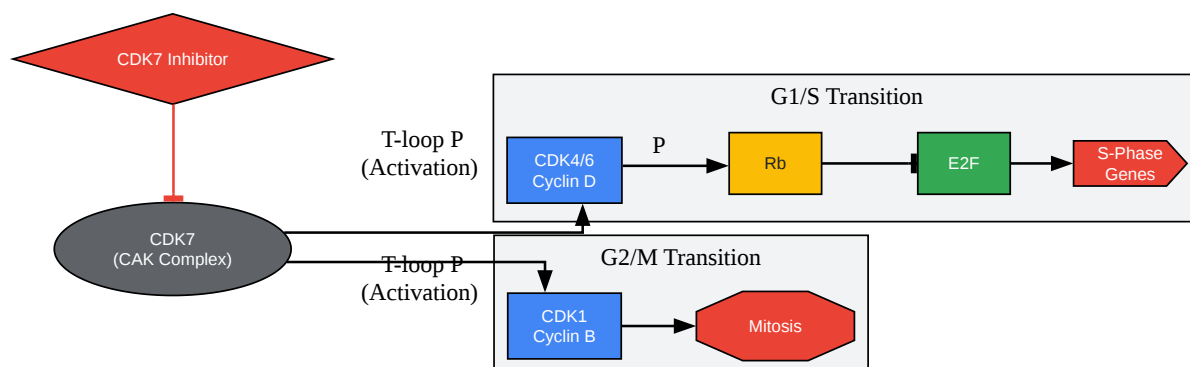 CDK7 Inhibitor
G1/S Transition
T-loop P
(Activation)
CDK4/6
Cyclin D
P
Rb
E2F
S-Phase
Genes
CDK7
(CAK Complex)
T-loop P
(Activation)
G2/M Transition
CDK1
Cyclin B
Mitosis